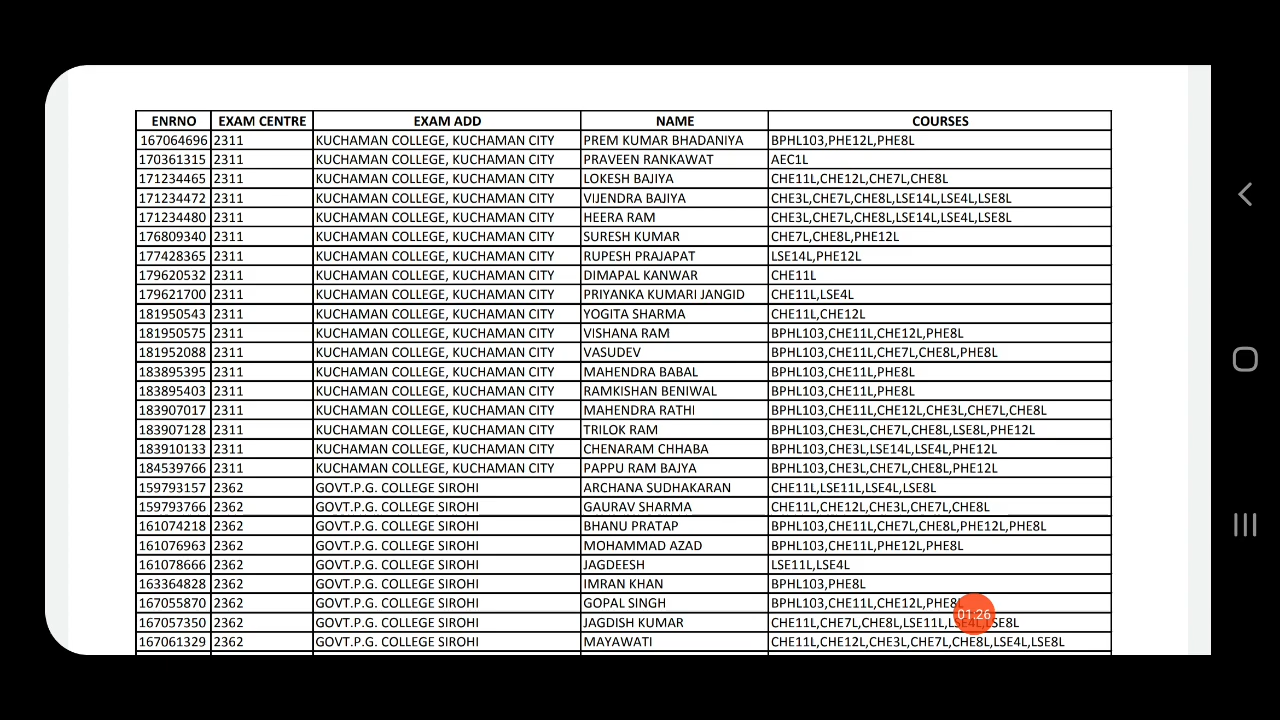 ENRNO EXAM CENTRE EXAM ADD NAME COURSES
167064696 2311 KUCHAMAN COLLEGE, KUCHAMAN CITY PREM KUMAR BHADANIYA BPHL103,PHE12L,PHE8L
170361315 2311 KUCHAMAN COLLEGE, KUCHAMAN CITY PRAVEEN RANKAWAT AEC1L
171234465 2311 KUCHAMAN COLLEGE, KUCHAMAN CITY LOKESH BAJIYA CHE11L,CHE12L,CHE7L,CHE8L
171234472 2311 KUCHAMAN COLLEGE, KUCHAMAN CITY VIJENDRA BAJIYA CHE3L,CHE7L,CHE8L,LSE14L,LSE4L,LSE8L
171234480 2311 KUCHAMAN COLLEGE, KUCHAMAN CITY HEERA RAM CHE3L,CHE7L,CHE8L,LSE14L,LSE4L,LSE8L
176809340 2311 KUCHAMAN COLLEGE, KUCHAMAN CITY SURESH KUMAR CHE7L,CHE8L,PHE12L
177428365 2311 KUCHAMAN COLLEGE, KUCHAMAN CITY RUPESH PRAJAPAT LSE14L,PHE12L
179620532 2311 KUCHAMAN COLLEGE, KUCHAMAN CITY DIMAPAL KANWAR CHE11L
179621700 2311 KUCHAMAN COLLEGE, KUCHAMAN CITY PRIYANKA KUMARI JANGID CHE11L,LSE4L
181950543 2311 KUCHAMAN COLLEGE, KUCHAMAN CITY YOGITA SHARMA CHE11L,CHE12L
181950575 2311 KUCHAMAN COLLEGE, KUCHAMAN CITY VISHANA RAM BPHL103,CHE11L,CHE12L,PHE8L
181952088 2311 KUCHAMAN COLLEGE, KUCHAMAN CITY VASUDEV BPHL103,CHE11L,CHE7L,CHE8L,PHE8L
183895395 2311 KUCHAMAN COLLEGE, KUCHAMAN CITY MAHENDRA BABAL BPHL103,CHE11L,PHE8L
183895403 2311 KUCHAMAN COLLEGE, KUCHAMAN CITY RAMKISHAN BENIWAL BPHL103,CHE11L,PHE8L
183907017 2311 KUCHAMAN COLLEGE, KUCHAMAN CITY MAHENDRA RATHI BPHL103,CHE11L,CHE12L,CHE3L,CHE7L,CHE8L
183907128 2311 KUCHAMAN COLLEGE, KUCHAMAN CITY TRILOK RAM BPHL103,CHE3L,CHE7L,CHE8L,LSE8L,PHE12L
183910133 2311 KUCHAMAN COLLEGE, KUCHAMAN CITY CHENARAM CHHABA BPHL103,CHE3L,LSE14L,LSE4L,PHE12L
184539766 2311 KUCHAMAN COLLEGE, KUCHAMAN CITY PAPPU RAM BAJYA BPHL103,CHE3L,CHE7L,CHE8L,PHE12L
159793157 2362 GOVT.P.G. COLLEGE SIROHI ARCHANA SUDHAKARAN CHE11L,LSE11L,LSE4L,LSE8L
159793766 2362 GOVT.P.G. COLLEGE SIROHI GAURAV SHARMA CHE11L,CHE12L,CHE3L,CHE7L,CHE8L
161074218 2362 GOVT.P.G. COLLEGE SIROHI BHANU PRATAP BPHL103,CHE11L,CHE7L,CHE8L,PHE12L,PHE8L
161076963 2362 GOVT.P.G. COLLEGE SIROHI MOHAMMAD AZAD BPHL103,CHE11L,PHE12L,PHE8L
161078666 2362 GOVT.P.G. COLLEGE SIROHI JAGDEESH LSE11L,LSE4L
163364828 2362 GOVT.P.G. COLLEGE SIROHI IMRAN KHAN BPHL103,PHE8L
167055870 2362 GOVT.P.G. COLLEGE SIROHI GOPAL SINGH BPHL103,CHE11L,CHE12L,PHE8L
01:26
167057350 2362 GOVT.P.G. COLLEGE SIROHI JAGDISH KUMAR CHE11L,CHE7L,CHE8L,LSE11L,LSE4L,LSE8L
167061329 2362 GOVT.P.G. COLLEGE SIROHI MAYAWATI CHE11L,CHE12L,CHE3L,CHE7L,CHE8L,LSE4L,LSE8L